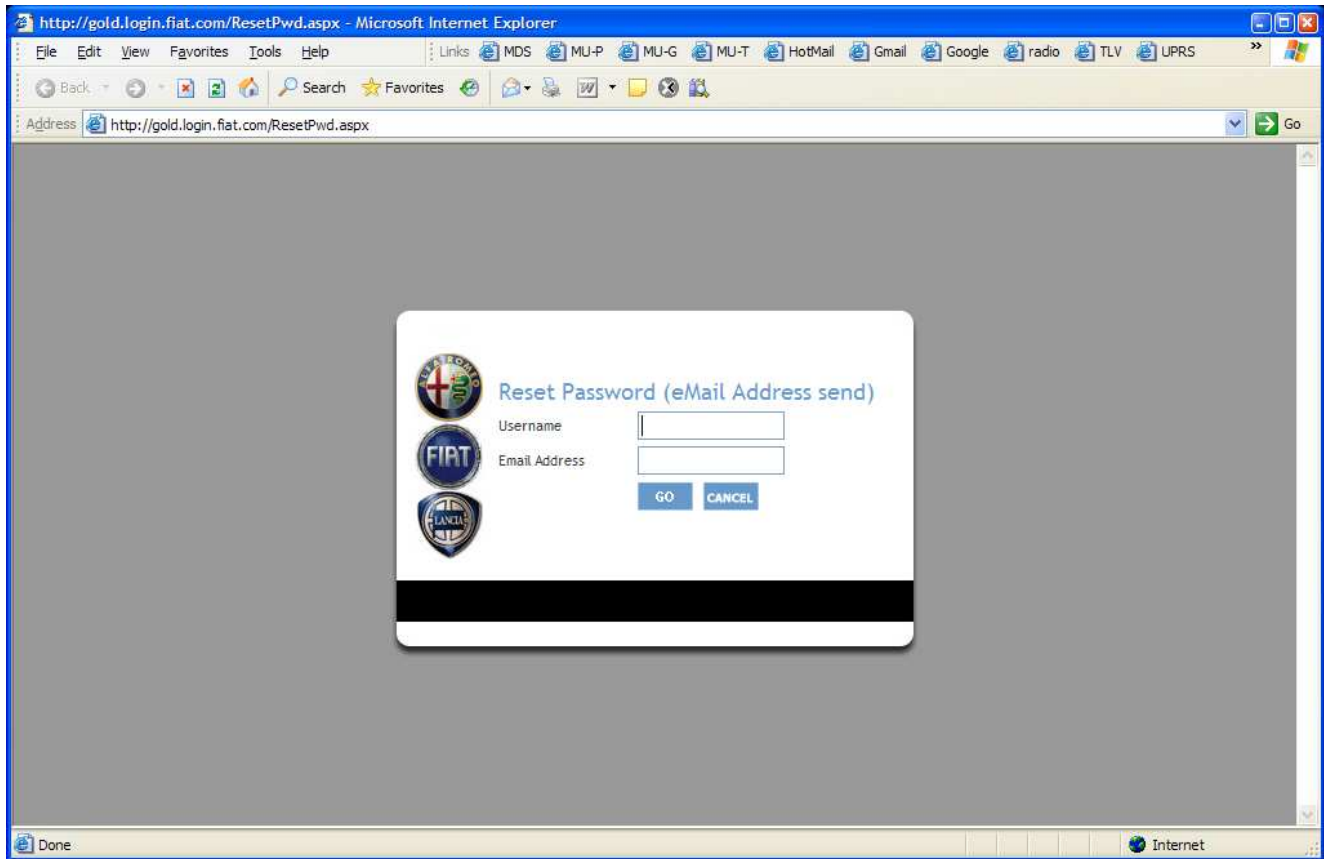 http://gold.login.fiat.com/ResetPwd.aspx - Microsoft Internet Explorer
File Edit View Favorites Tools Help Links MDS MU-P MU-G MU-T HotMail Gmail Google radio TLV UPRS »
Back Search Favorites
Address http://gold.login.fiat.com/ResetPwd.aspx Go
ALFA ROMEO
Reset Password (eMail Address send)
Username
FIAT
Email Address
GO CANCEL
LANCIA
Done Internet